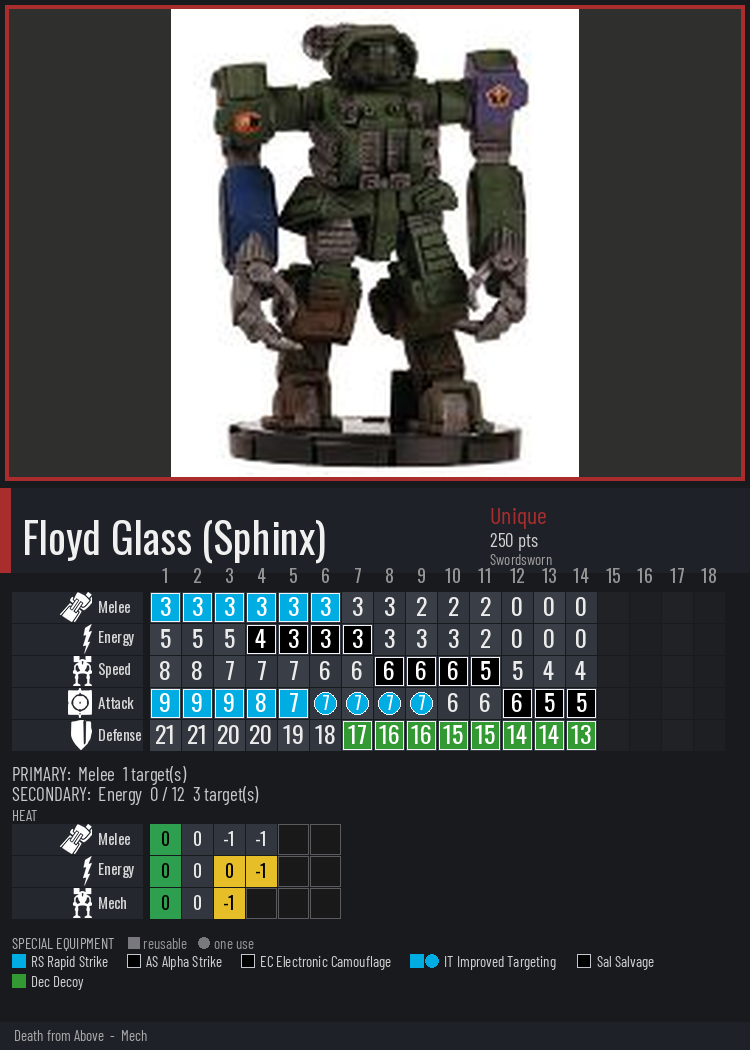 Floyd Glass (Sphinx)
Unique
250 pts
Swordsworn
1 2 3 4 5 6 7 8 9 10 11 12 13 14 15 16 17 18
Melee 3 3 3 3 3 3 3 3 2 2 2 0 0 0
Energy 5 5 5 4 3 3 3 3 3 3 2 0 0 0
Speed 8 8 7 7 7 6 6 6 6 6 5 5 4 4
Attack 9 9 9 8 7 7 7 7 7 6 6 6 5 5
Defense 21 21 20 20 19 18 17 16 16 15 15 14 14 13
PRIMARY: Melee 1 target(s)
SECONDARY: Energy 0 / 12 3 target(s)
HEAT
Melee 0 0 -1 -1
Energy 0 0 0 -1
Mech 0 0 -1
SPECIAL EQUIPMENT reusable one use
RS Rapid Strike AS Alpha Strike EC Electronic Camouflage IT Improved Targeting Sal Salvage
Dec Decoy
Death from Above - Mech